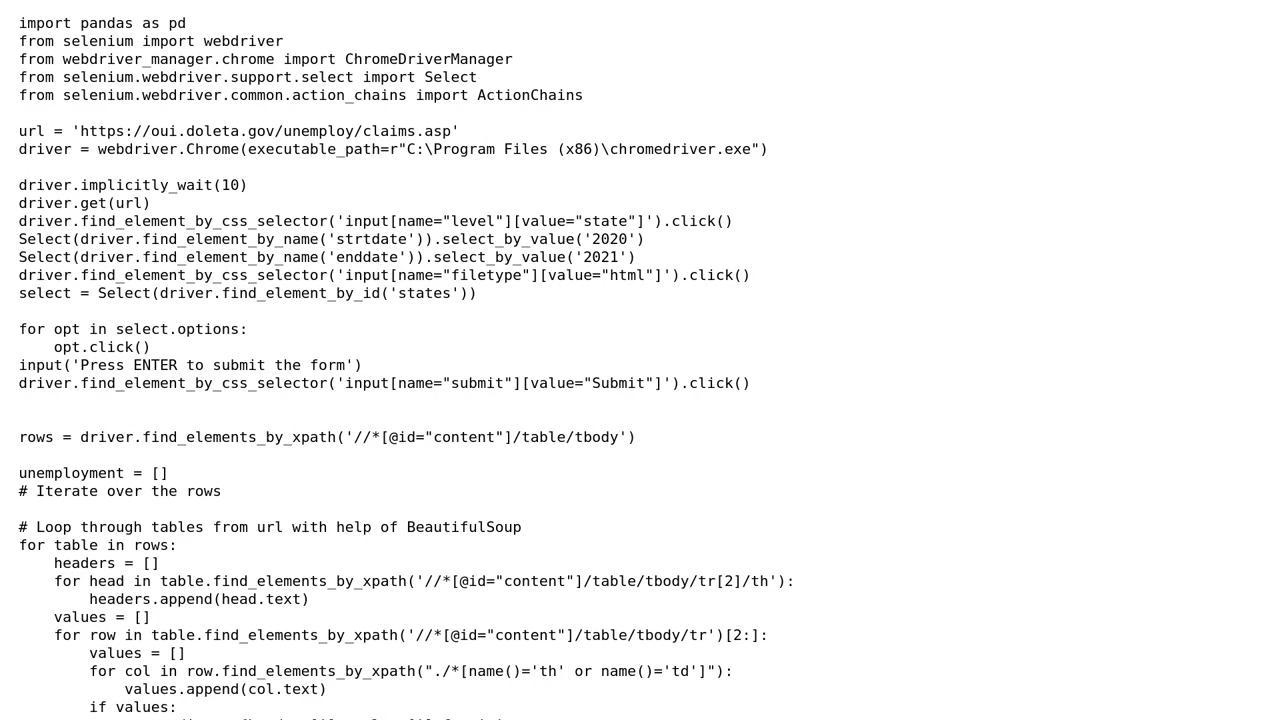 import pandas as pd
from selenium import webdriver
from webdriver_manager.chrome import ChromeDriverManager
from selenium.webdriver.support.select import Select
from selenium.webdriver.common.action_chains import ActionChains

url = 'https://oui.doleta.gov/unemploy/claims.asp'
driver = webdriver.Chrome(executable_path=r"C:\Program Files (x86)\chromedriver.exe")

driver.implicitly_wait(10)
driver.get(url)
driver.find_element_by_css_selector('input[name="level"][value="state"]').click()
Select(driver.find_element_by_name('strtdate')).select_by_value('2020')
Select(driver.find_element_by_name('enddate')).select_by_value('2021')
driver.find_element_by_css_selector('input[name="filetype"][value="html"]').click()
select = Select(driver.find_element_by_id('states'))

for opt in select.options:
    opt.click()
input('Press ENTER to submit the form')
driver.find_element_by_css_selector('input[name="submit"][value="Submit"]').click()


rows = driver.find_elements_by_xpath('//*[@id="content"]/table/tbody')

unemployment = []
# Iterate over the rows

# Loop through tables from url with help of BeautifulSoup
for table in rows:
    headers = []
    for head in table.find_elements_by_xpath('//*[@id="content"]/table/tbody/tr[2]/th'):
        headers.append(head.text)
    values = []
    for row in table.find_elements_by_xpath('//*[@id="content"]/table/tbody/tr')[2:]:
        values = []
        for col in row.find_elements_by_xpath("./*[name()='th' or name()='td']"):
            values.append(col.text)
        if values: